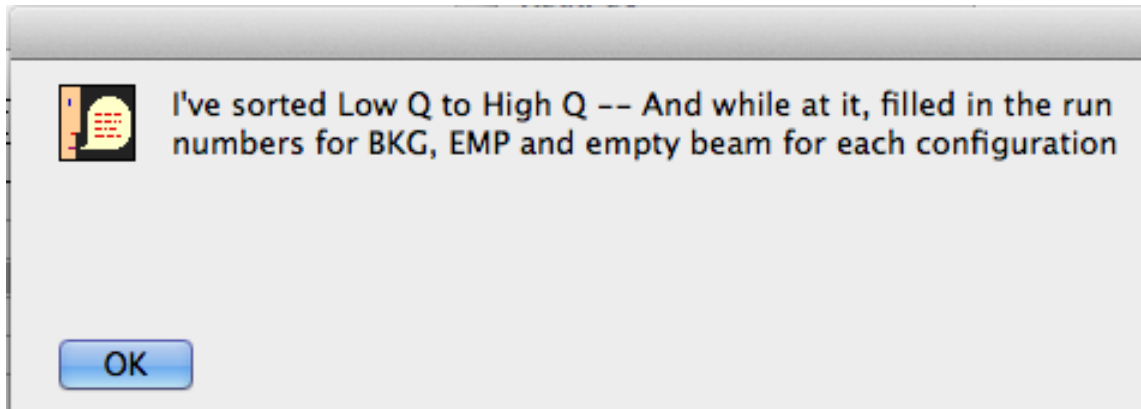 I've sorted Low Q to High Q -- And while at it, filled in the run
numbers for BKG, EMP and empty beam for each configuration
OK